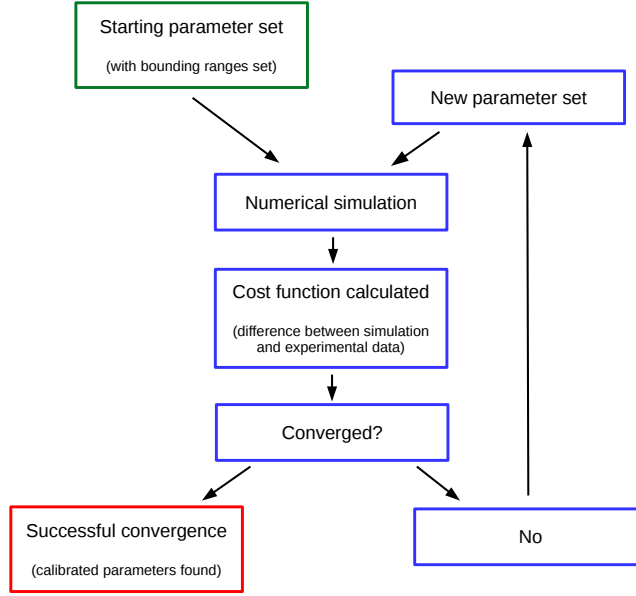 Starting parameter set
(with bounding ranges set)
New parameter set
Numerical simulation
Cost function calculated
(difference between simulation
and experimental data)
Converged?
Successful convergence
(calibrated parameters found)
No